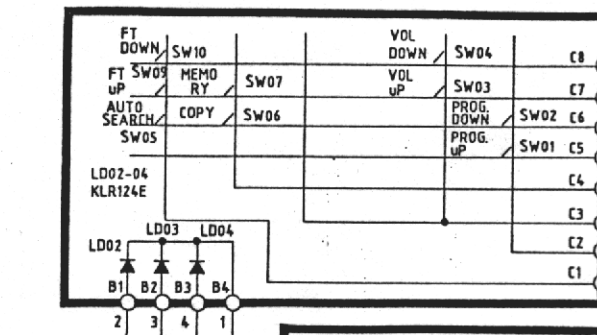 FT
DOWN SW10
VOL
DOWN SW04 C8
FT
uP SW09 MEMO
RY SW07
VOL
uP SW03 C7
AUTO
SEARCH COPY SW06
PROG.
DOWN SW02 C6
SW05
PROG.
uP SW01 C5
LD02-04
KLR124E
C4
C3
LD03 LD04
LD02
C2
C1
B1 B2 B3 B4
2 3 4 1